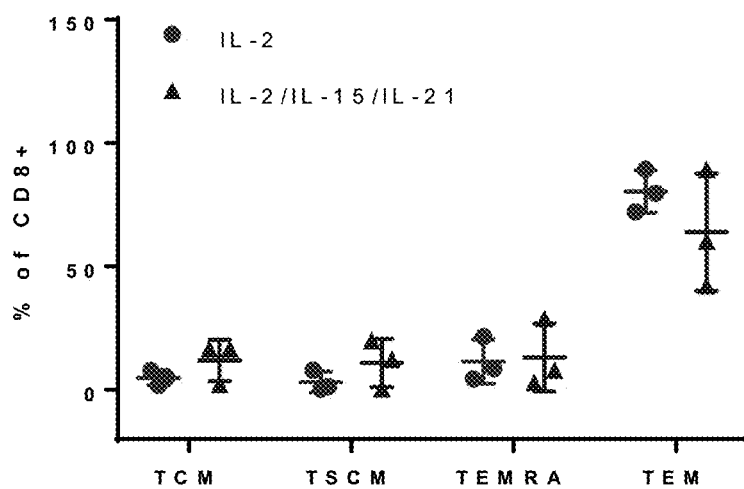 150
IL-2
IL-2/IL-15/IL-21
100
% of CD8+
50
0
TCM TSCM TEMRA TEM